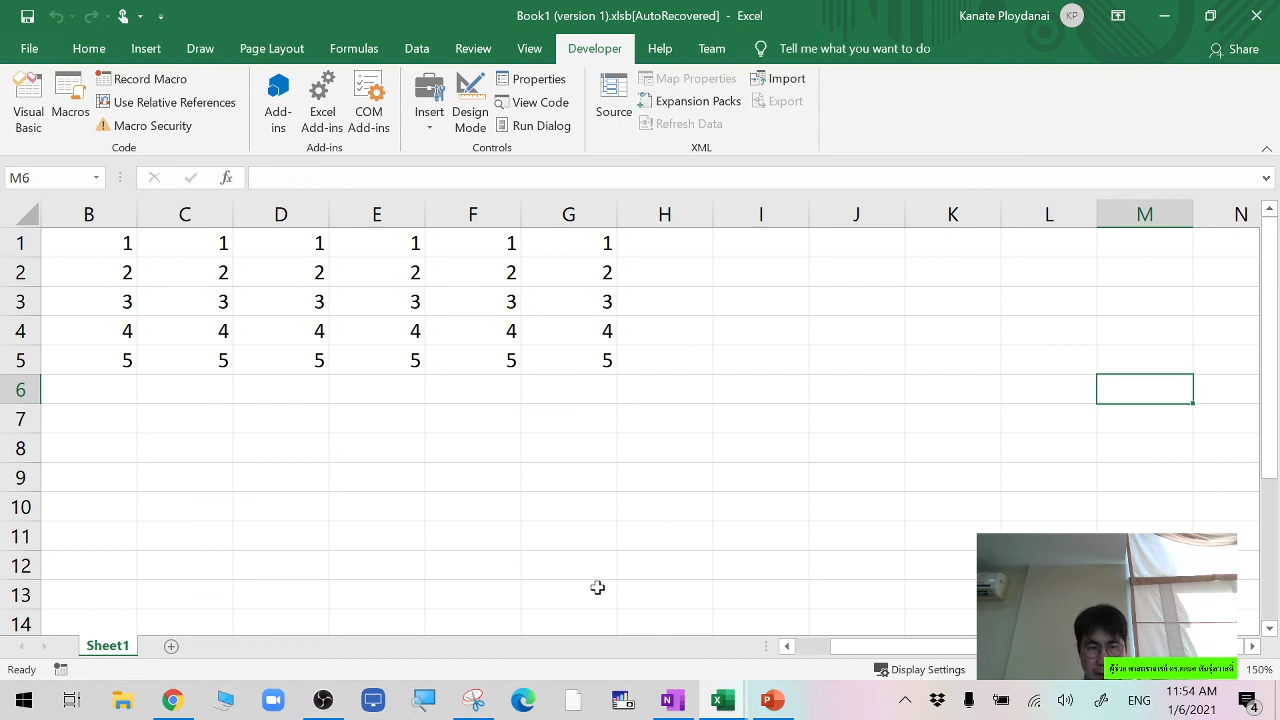 Book1 (version 1).xlsb[AutoRecovered] - Excel
Kanate Ploydanai
KP
File Home Insert Draw Page Layout Formulas Data Review View Developer Help Team Tell me what you want to do Share
Visual Basic
Macros
Record Macro
Use Relative References
Macro Security
Code
Add-ins
Excel Add-ins
COM Add-ins
Add-ins
Insert
Design Mode
Properties
View Code
Run Dialog
Controls
Source
Map Properties
Expansion Packs
Refresh Data
Import
Export
XML
M6
fx
B C D E F G H I J K L M N
1 1 1 1 1 1 1
2 2 2 2 2 2 2
3 3 3 3 3 3 3
4 4 4 4 4 4 4
5 5 5 5 5 5 5
6
7
8
9
10
11
12
13
14
Sheet1
Ready
Display Settings
150%
ENG
11:54 AM
1/6/2021
4